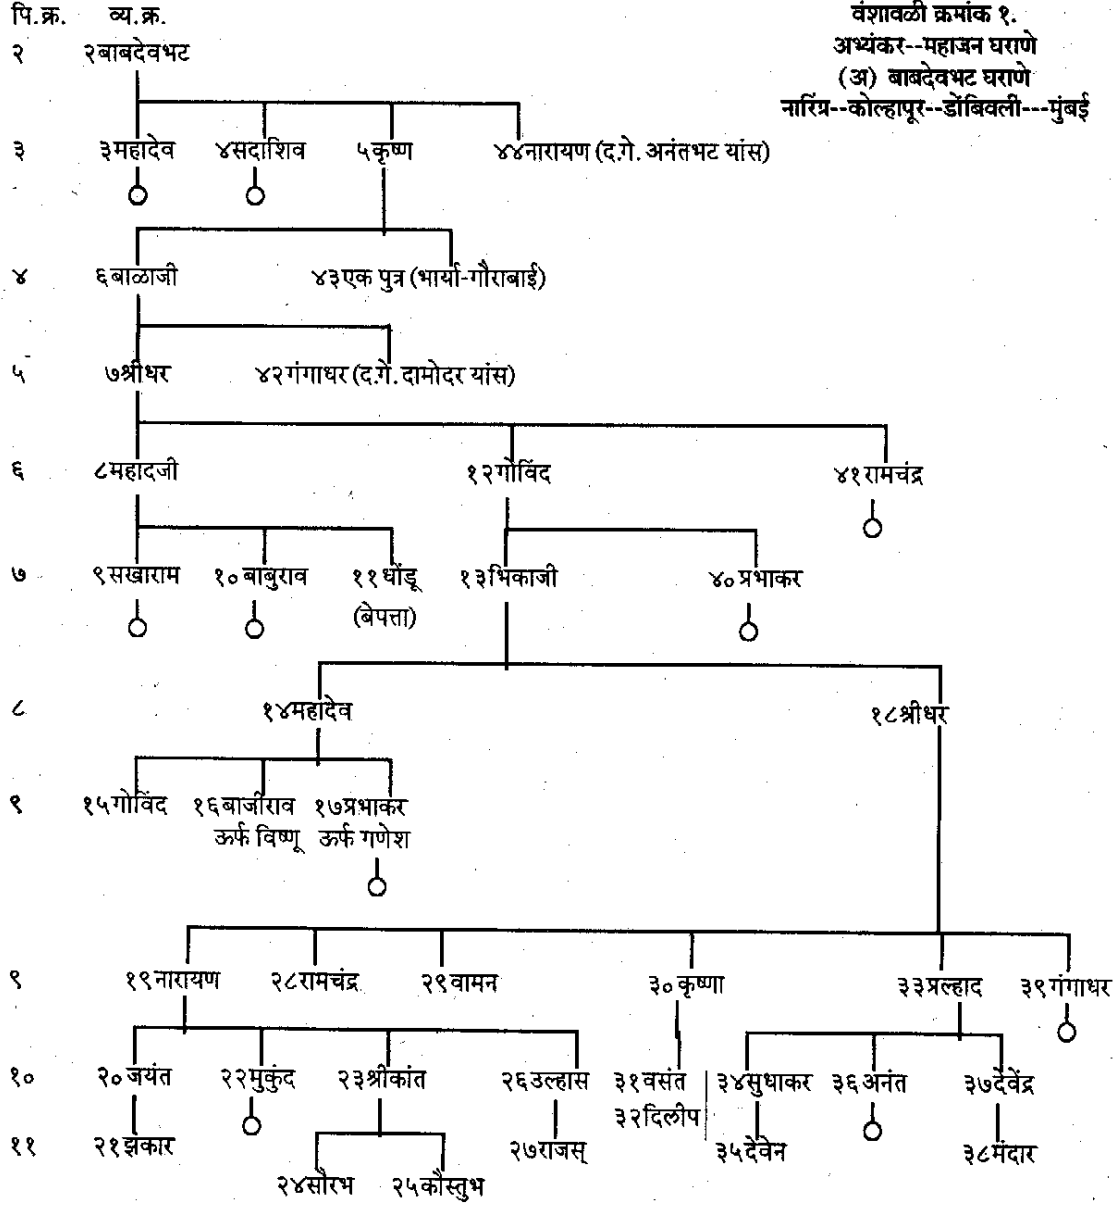 पि.क्र. व्य.क्र.
वंशावळी क्रमांक १.
अभ्यंकर--महाजन घराणे
(अ) बाबदेवभट घराणे
नारिंग्र--कोल्हापूर--डोंबिवली---मुंबई
२ २बाबदेवभट
३ ३महादेव ४सदाशिव ५कृष्ण ४४नारायण (द.गे. अनंतभट यांस)
४ ६बाळाजी ४३एक पुत्र (भार्या-गौराबाई)
५ ७श्रीधर ४२गंगाधर (द.गे. दामोदर यांस)
६ ८महादजी १२गोविंद ४१रामचंद्र
७ ९सखाराम १०बाबुराव ११धोंडू १३भिकाजी ४०प्रभाकर
(बेपत्ता)
८ १४महादेव १८श्रीधर
९ १५गोविंद १६बाजीराव १७प्रभाकर
ऊर्फ विष्णू ऊर्फ गणेश
९ १९नारायण २८रामचंद्र २९वामन ३०कृष्णा ३३प्रल्हाद ३९गंगाधर
१० २०जयंत २२मुकुंद २३श्रीकांत २६उल्हास ३१वसंत ३४सुधाकर ३६अनंत ३७देवेंद्र
३२दिलीप
११ २१झंकार २७राजस् ३५देवेन ३८मंदार
२४सौरभ २५कौस्तुभ